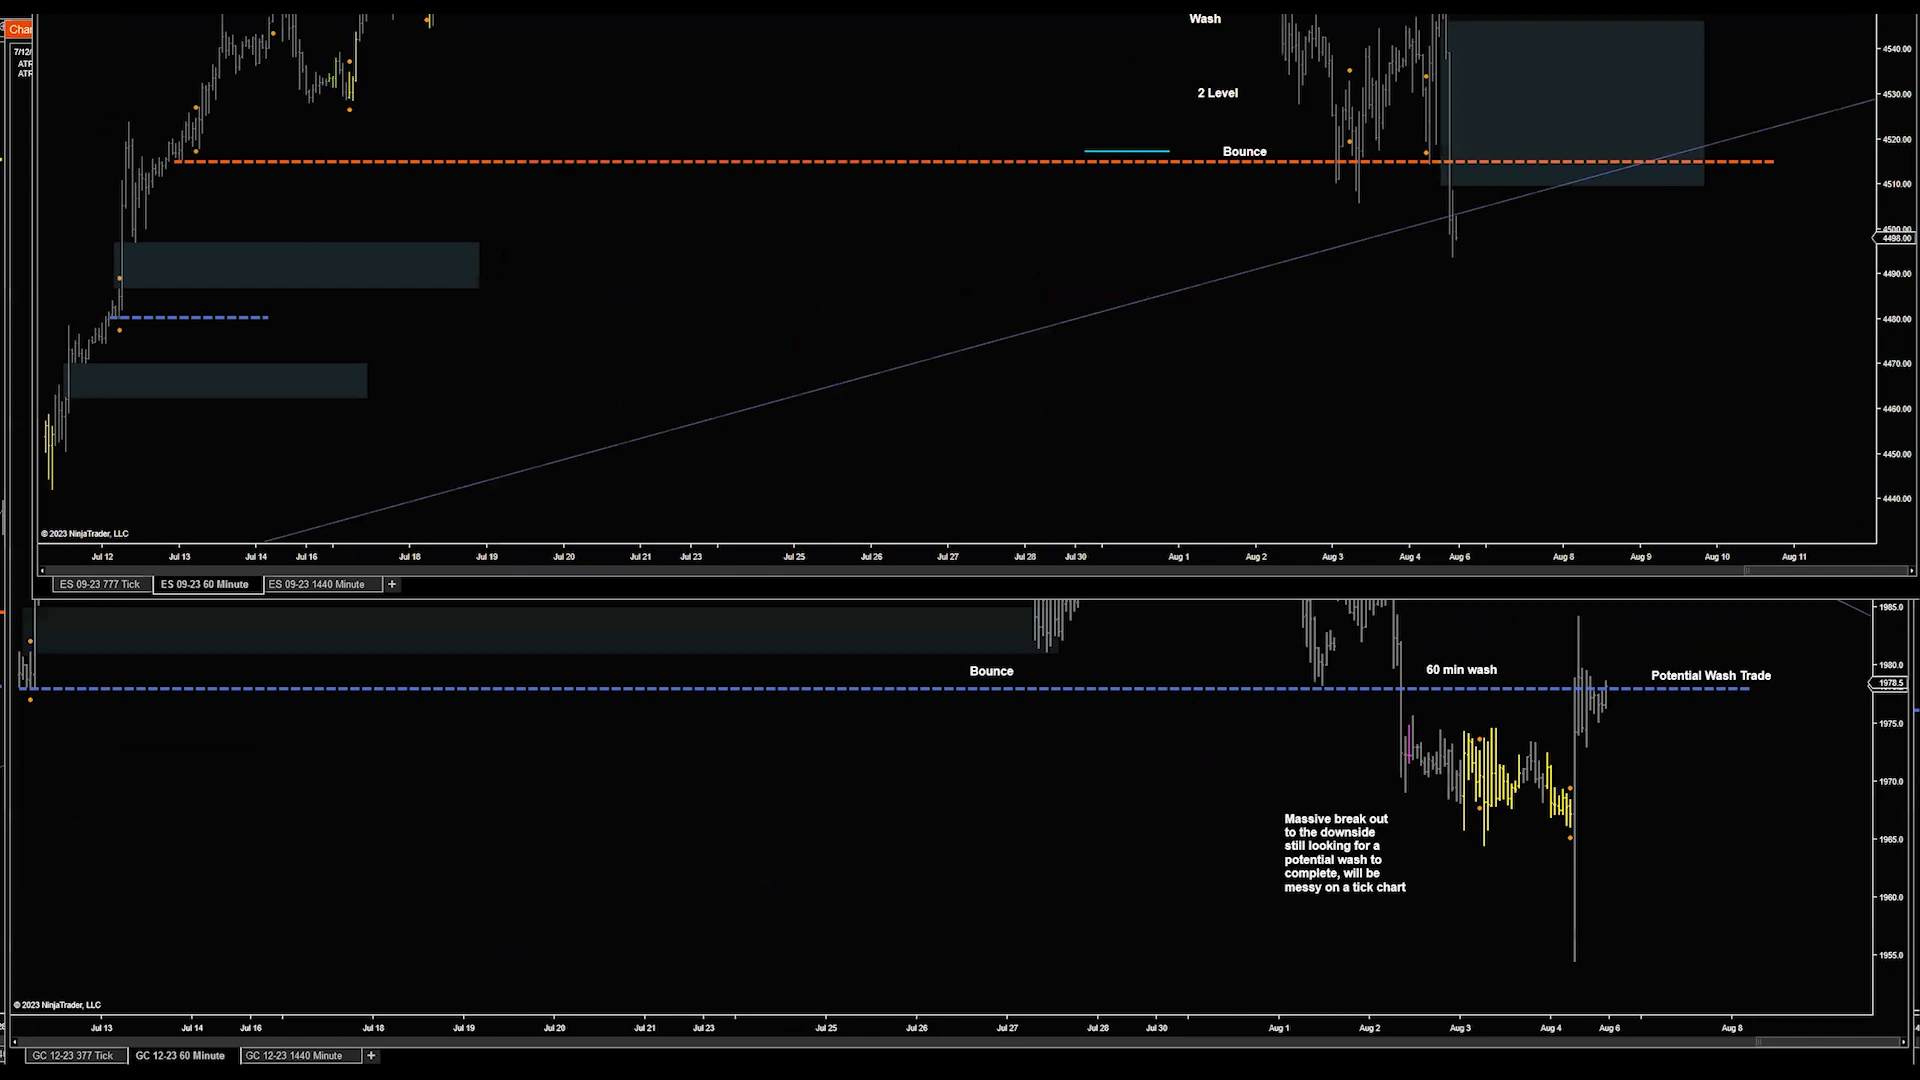 Char
7/12/
ATR
ATR
Wash
2 Level
Bounce
4540.00
4530.00
4520.00
4510.00
4500.00
4498.00
4490.00
4480.00
4470.00
4460.00
4450.00
4440.00
© 2023 NinjaTrader, LLC
Jul 12 Jul 13 Jul 14 Jul 16 Jul 18 Jul 19 Jul 20 Jul 21 Jul 23 Jul 25 Jul 26 Jul 27 Jul 28 Jul 30 Aug 1 Aug 2 Aug 3 Aug 4 Aug 6 Aug 8 Aug 9 Aug 10 Aug 11
ES 09-23 777 Tick ES 09-23 60 Minute ES 09-23 1440 Minute +
1985.0
Bounce
60 min wash
Potential Wash Trade
1980.0
1978.5
1975.0
1970.0
1965.0
1960.0
1955.0
Massive break out
to the downside
still looking for a
potential wash to
complete, will be
messy on a tick chart
© 2023 NinjaTrader, LLC
Jul 13 Jul 14 Jul 16 Jul 18 Jul 19 Jul 20 Jul 21 Jul 23 Jul 25 Jul 26 Jul 27 Jul 28 Jul 30 Aug 1 Aug 2 Aug 3 Aug 4 Aug 6 Aug 8
GC 12-23 377 Tick GC 12-23 60 Minute GC 12-23 1440 Minute +